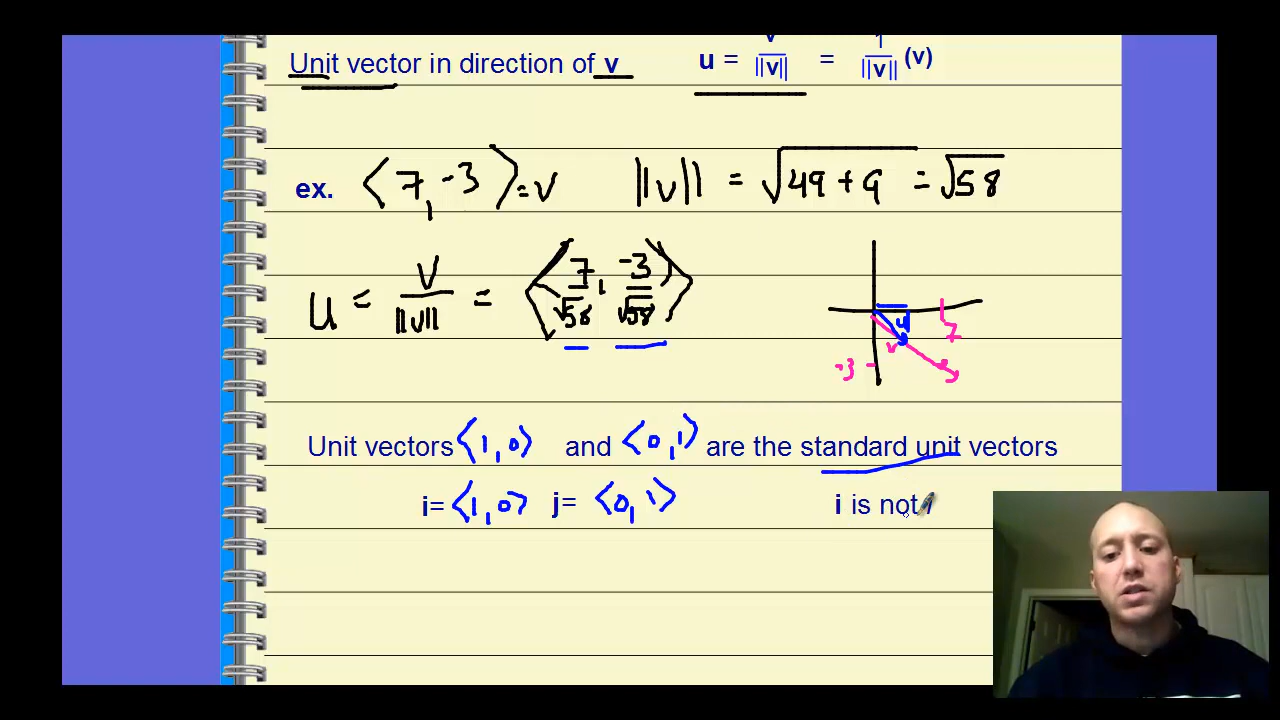 Unit vector in direction of v u = v/||v|| = 1/||v|| (v)
ex. ⟨7, -3⟩ = v ||v|| = √49 + 9 = √58
u = v/||v|| = ⟨7/√58, -3/√58⟩
u
7
v
-3
Unit vectors ⟨1, 0⟩ and ⟨0, 1⟩ are the standard unit vectors
i= ⟨1, 0⟩ j= ⟨0, 1⟩ i is not i